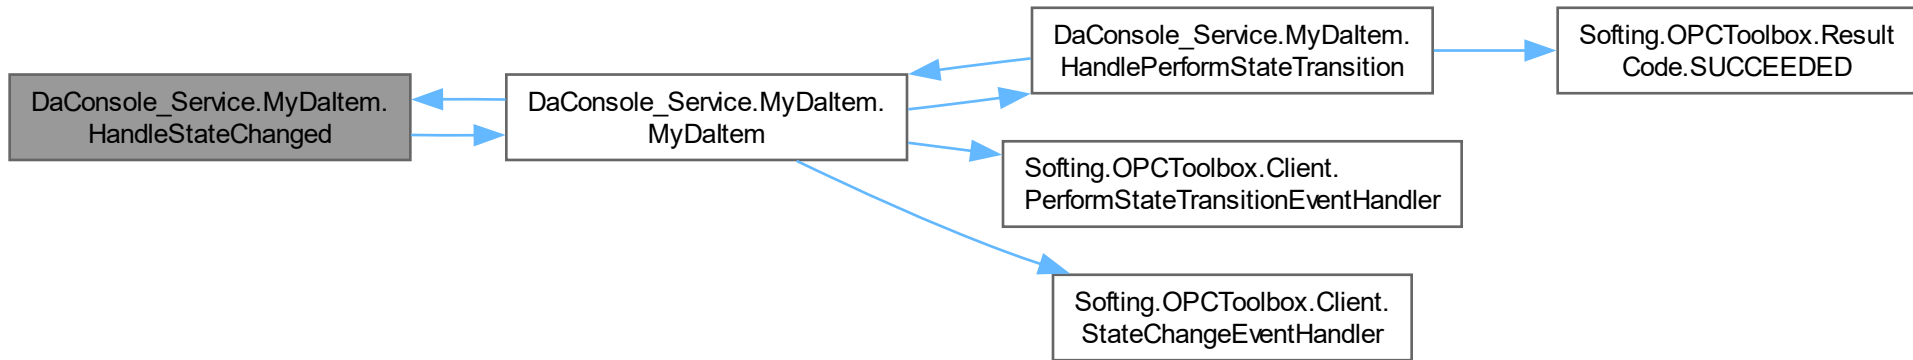 DaConsole_Service.MyDaItem.
HandleStateChanged
DaConsole_Service.MyDaItem.
MyDaItem
DaConsole_Service.MyDaItem.
HandlePerformStateTransition
Softing.OPCToolbox.Result
Code.SUCCEEDED
Softing.OPCToolbox.Client.
PerformStateTransitionEventHandler
Softing.OPCToolbox.Client.
StateChangeEventHandler